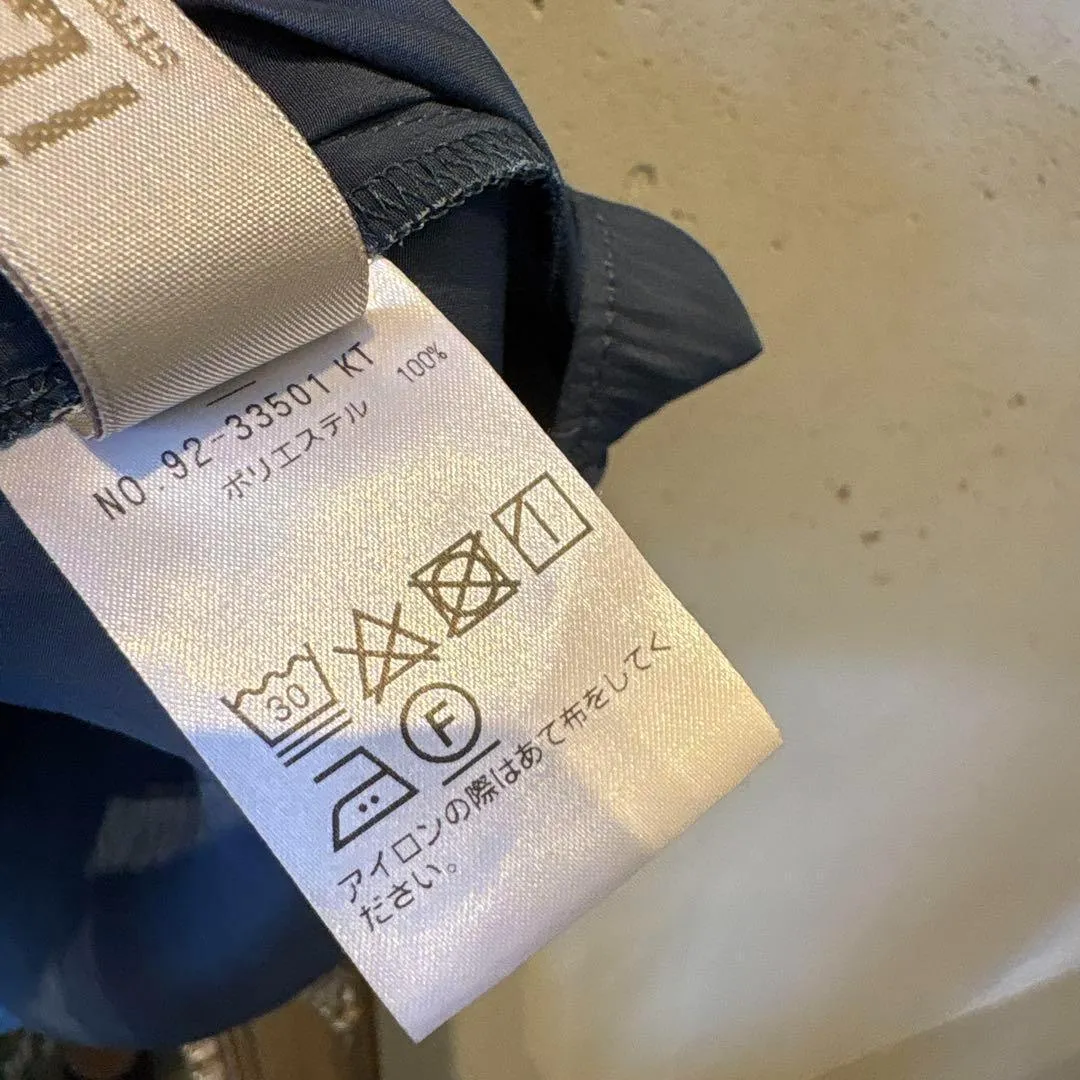 NO.92-33501 KT
ポリエステル 100%
30
F
アイロンの際はあて布をしてく
ださい。